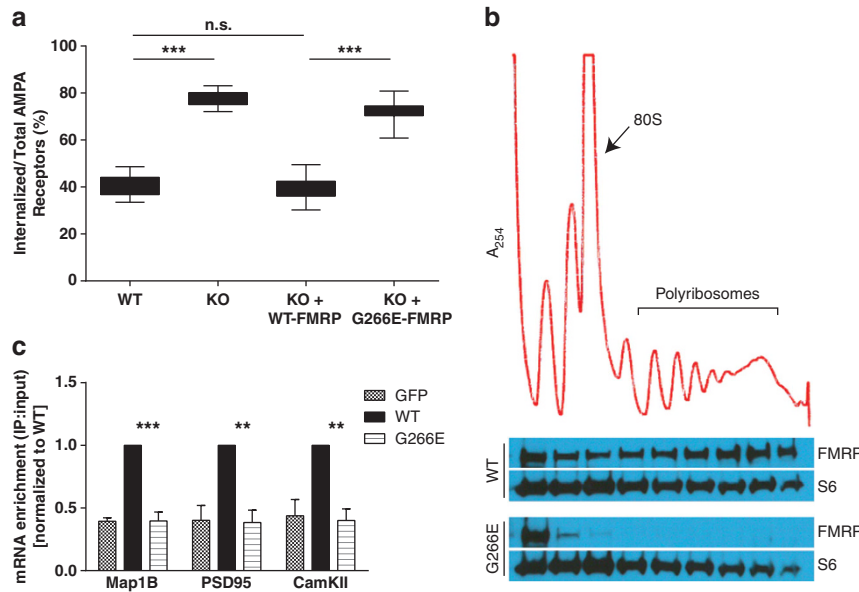 a
n.s.
***
***
Internalized/Total AMPA
Receptors (%)
100
80
60
40
20
0
WT
KO
KO +
WT-FMRP
KO +
G266E-FMRP
b
80S
A254
Polyribosomes
WT
FMRP
S6
G266E
FMRP
S6
c
mRNA enrichment (IP:input)
[normalized to WT]
1.5
1.0
0.5
0.0
***
**
**
GFP
WT
G266E
Map1B
PSD95
CamKII